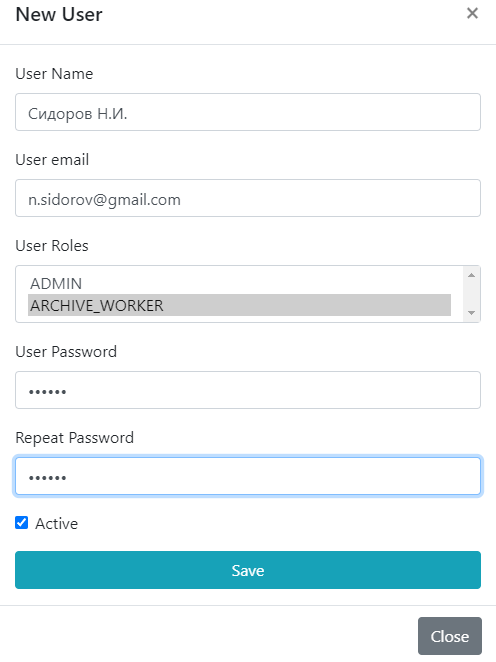 New User
×
User Name
Сидоров Н.И.
User email
n.sidorov@gmail.com
User Roles
ADMIN
ARCHIVE_WORKER
User Password
••••••
Repeat Password
••••••
Active
Save
Close